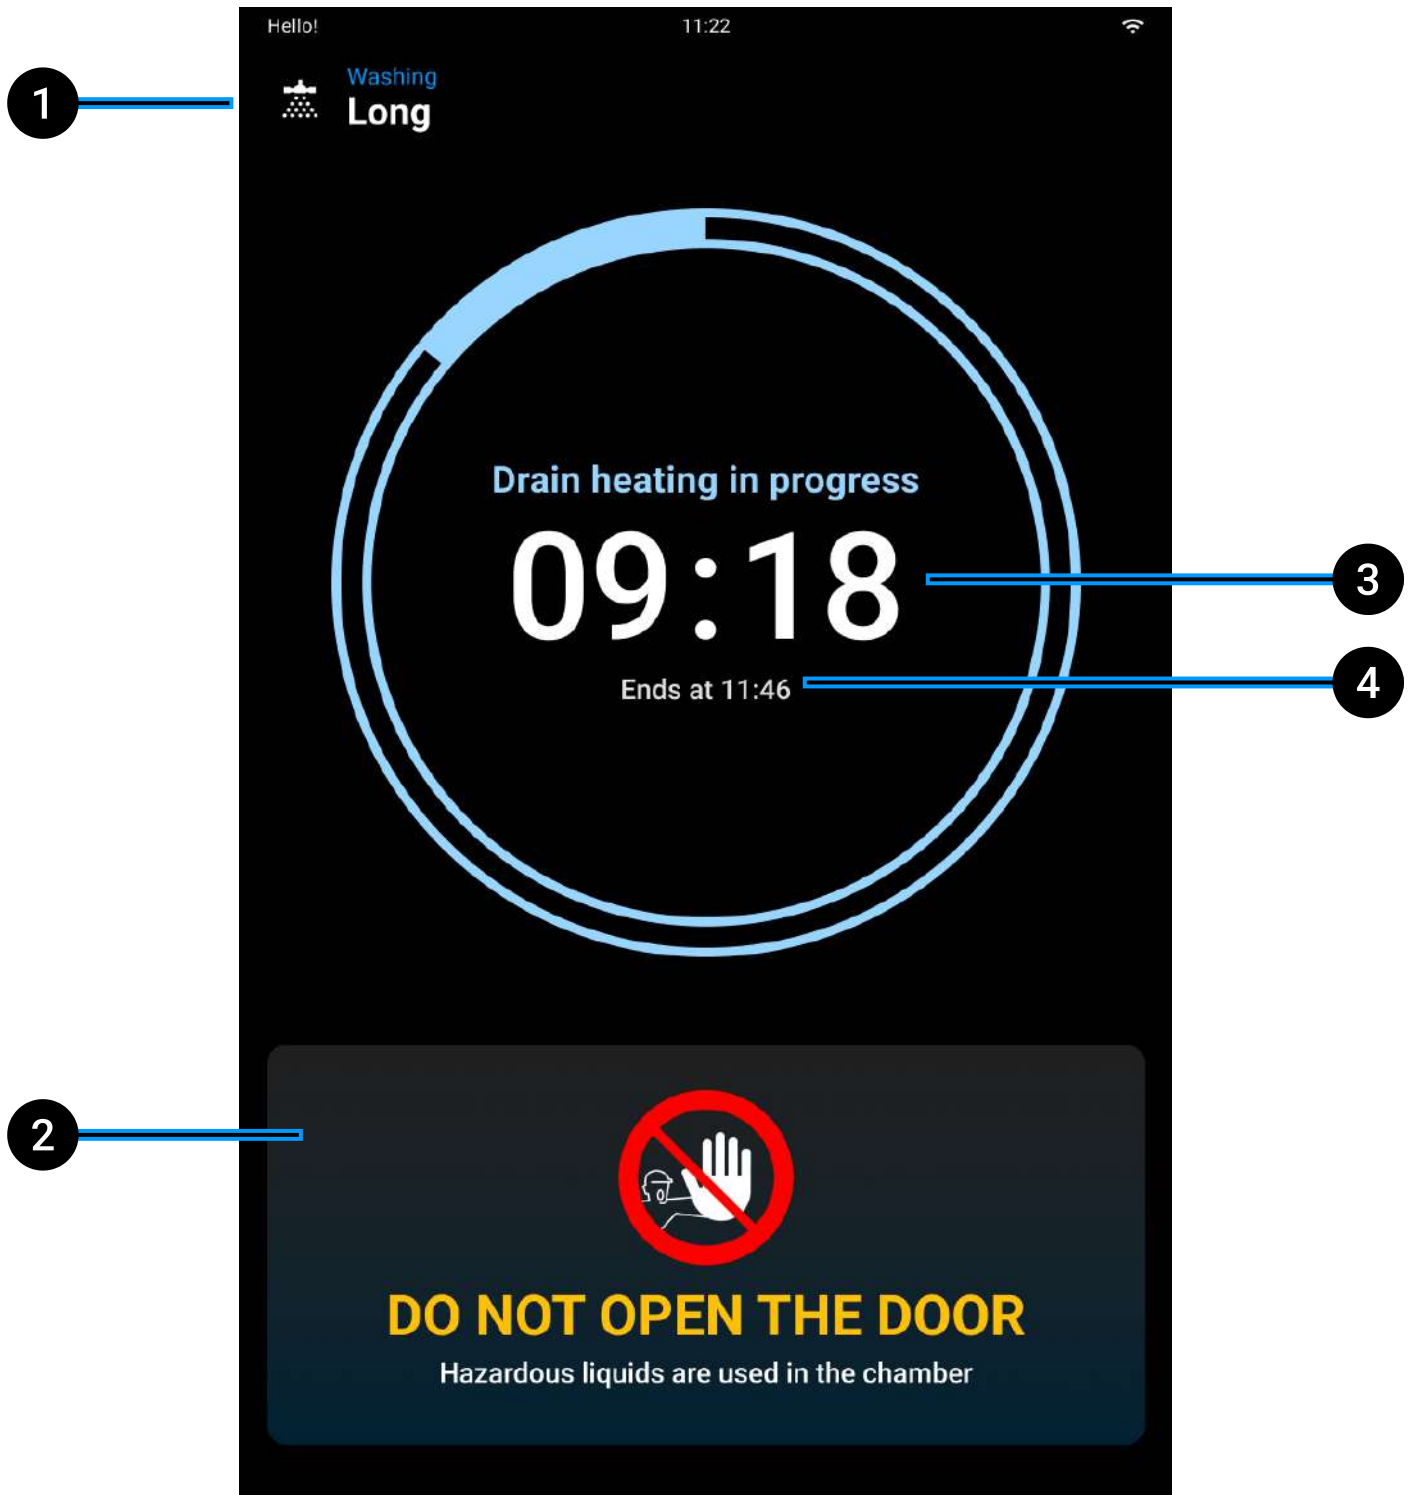 Hello!
11:22
1
Washing
Long
Drain heating in progress
09:18
3
Ends at 11:46
4
2
DO NOT OPEN THE DOOR
Hazardous liquids are used in the chamber